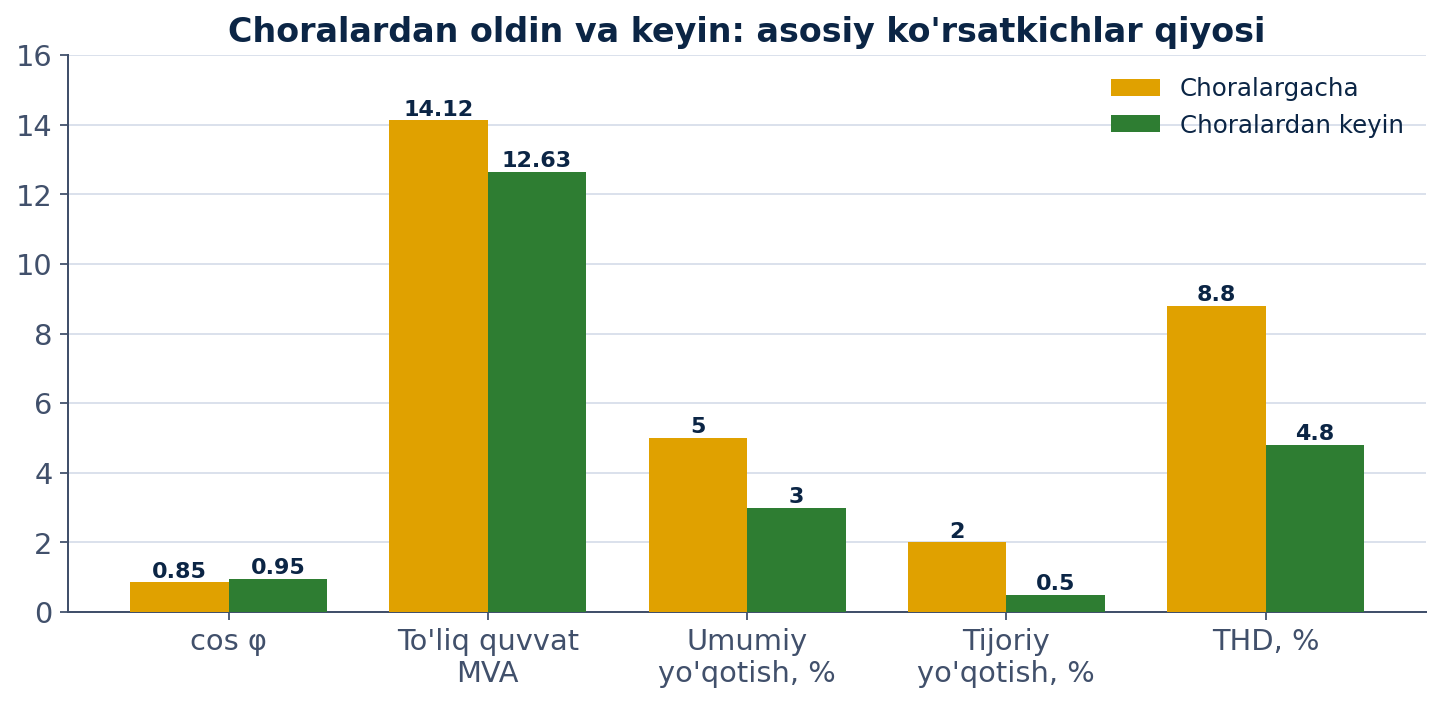 Choralardan oldin va keyin: asosiy ko'rsatkichlar qiyosi
16
14
12
10
8
6
4
2
0
Choralargacha
Choralardan keyin
0.85
0.95
14.12
12.63
5
3
2
0.5
8.8
4.8
cos φ
To'liq quvvat
MVA
Umumiy
yo'qotish, %
Tijoriy
yo'qotish, %
THD, %